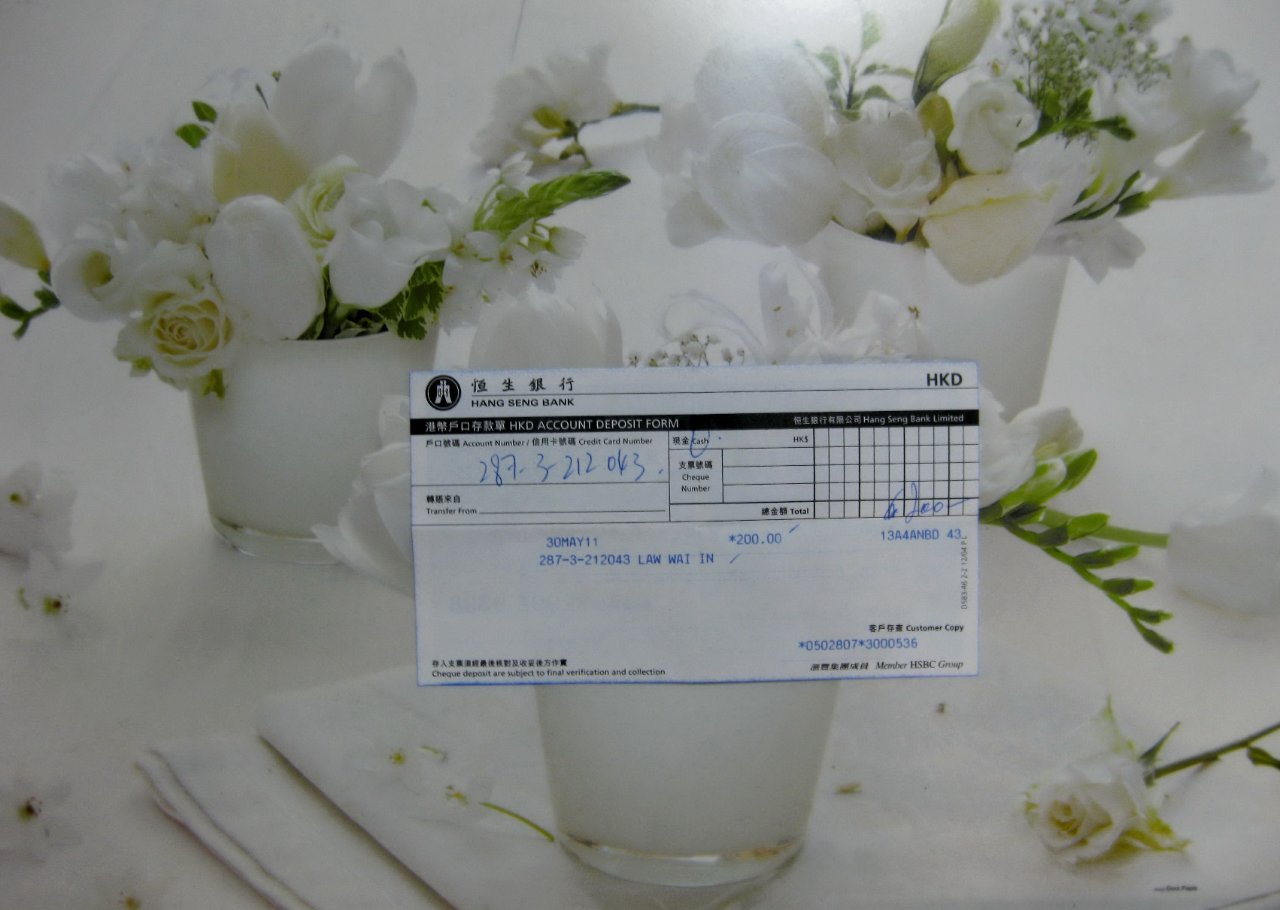 恒生銀行 HKD
HANG SENG BANK
港幣戶口存款單 HKD ACCOUNT DEPOSIT FORM 恒生銀行有限公司 Hang Seng Bank Limited
戶口號碼 Account Number / 信用卡號碼 Credit Card Number
287-3-212 043.
轉賬來自
Transfer From
現金 Cash HK$
支票號碼
Cheque
Number
總金額 Total
30MAY11 *200.00 13A4ANBD 43
287-3-212043 LAW WAI IN
客戶存查 Customer Copy
*0502807*3000536
存入支票須經最後核對及收妥後方作實
Cheque deposit are subject to final verification and collection
滙豐集團成員 Member HSBC Group